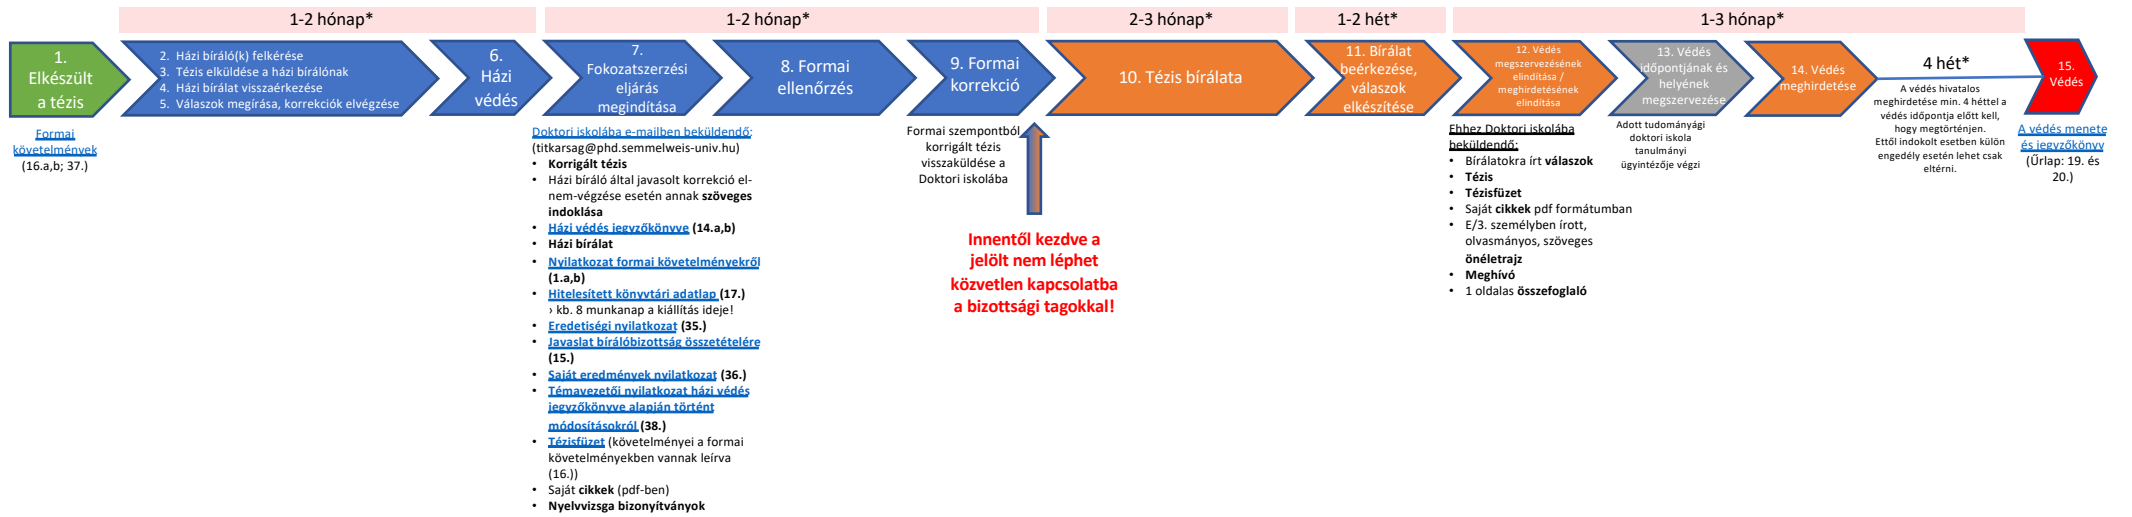 1-2 hónap*
1-2 hónap*
2-3 hónap*
1-2 hét*
1-3 hónap*
1.
Elkészült
a tézis
2. Házi bíráló(k) felkérése
3. Tézis elküldése a házi bírálónak
4. Házi bírálat visszaérkezése
5. Válaszok megírása, korrekciók elvégzése
6.
Házi
védés
7.
Fokozatszerzési
eljárás
megindítása
8. Formai
ellenőrzés
9. Formai
korrekció
10. Tézis bírálata
11. Bírálat
beérkezése,
válaszok
elkészítése
12. Védés
megszervezésének
elindítása /
meghirdetésének
elindítása
13. Védés
időpontjának és
helyének
megszervezése
14. Védés
meghirdetése
4 hét*
A védés hivatalos
meghirdetése min. 4 héttel a
védés időpontja előtt kell,
hogy megtörténjen.
Ettől indokolt esetben külön
engedély esetén lehet csak
eltérni.
15.
Védés
Formai
követelmények
(16.a,b; 37.)
Doktori iskolába e-mailben beküldendő:
(titkarsag@phd.semmelweis-univ.hu)
• Korrigált tézis
• Házi bíráló által javasolt korrekció el-
nem-végzése esetén annak szöveges
indoklása
• Házi védés jegyzőkönyve (14.a,b)
• Házi bírálat
• Nyilatkozat formai követelményekről
(1.a,b)
• Hitelesített könyvtári adatlap (17.)
› kb. 8 munkanap a kiállítás ideje!
• Eredetiségi nyilatkozat (35.)
• Javaslat bírálóbizottság összetételére
(15.)
• Saját eredmények nyilatkozat (36.)
• Témavezetői nyilatkozat házi védés
jegyzőkönyve alapján történt
módosításokról (38.)
• Tézisfüzet (követelményei a formai
követelményekben vannak leírva
(16.))
• Saját cikkek (pdf-ben)
• Nyelvvizsga bizonyítványok
Formai szempontból
korrigált tézis
visszaküldése a
Doktori iskolába
Innentől kezdve a
jelölt nem léphet
közvetlen kapcsolatba
a bizottsági tagokkal!
Ehhez Doktori iskolába
beküldendő:
• Bírálatokra írt válaszok
• Tézis
• Tézisfüzet
• Saját cikkek pdf formátumban
• E/3. személyben írott,
olvasmányos, szöveges
önéletrajz
• Meghívó
• 1 oldalas összefoglaló
Adott tudományági
doktori iskola
tanulmányi
ügyintézője végzi
A védés menete
és jegyzőkönyv
(Űrlap: 19. és
20.)